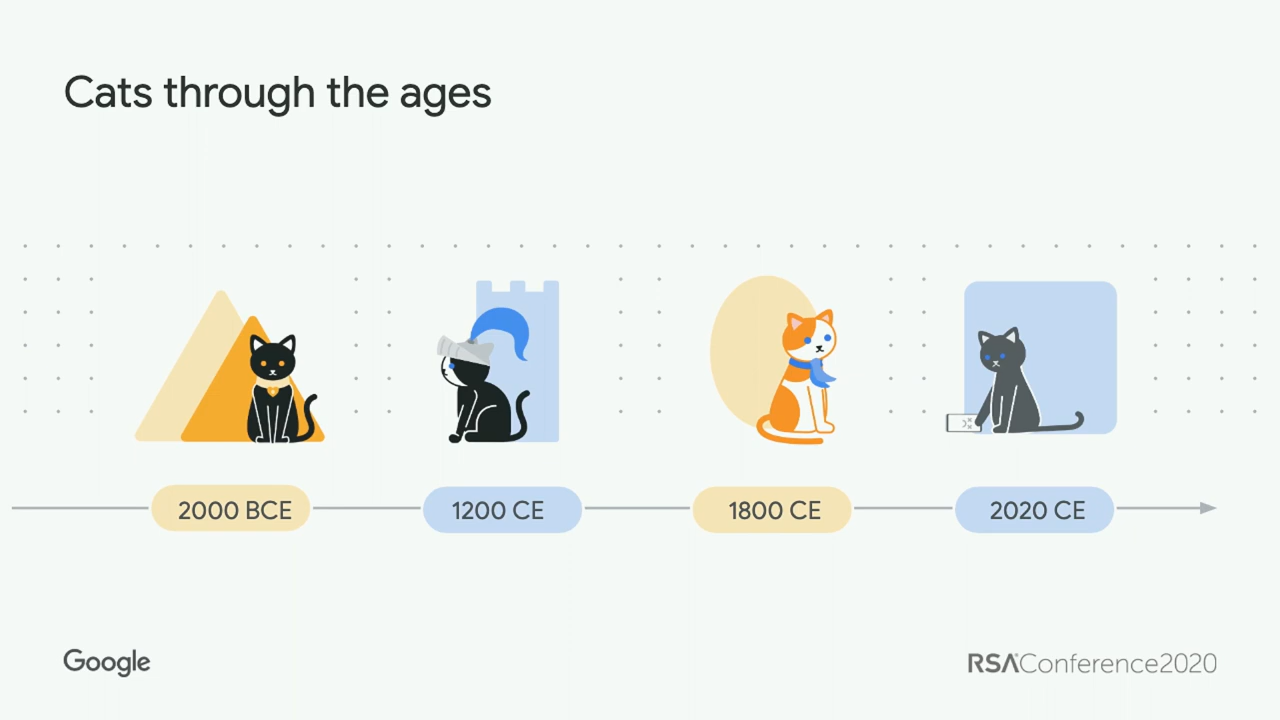 Cats through the ages
2000 BCE
1200 CE
1800 CE
2020 CE
Google
RSAConference2020